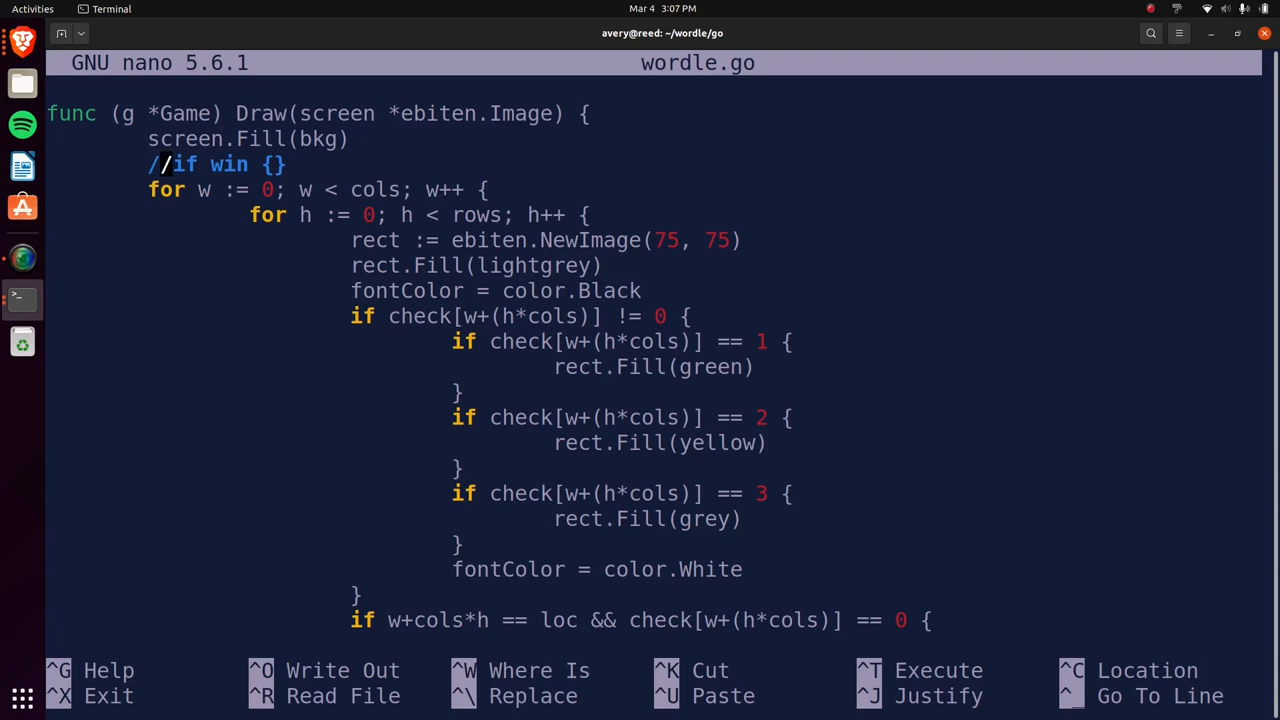 Activities Terminal Mar 4 3:07 PM
avery@reed: ~/wordle/go
GNU nano 5.6.1 wordle.go
func (g *Game) Draw(screen *ebiten.Image) {
screen.Fill(bkg)
//if win {}
for w := 0; w < cols; w++ {
for h := 0; h < rows; h++ {
rect := ebiten.NewImage(75, 75)
rect.Fill(lightgrey)
fontColor = color.Black
if check[w+(h*cols)] != 0 {
if check[w+(h*cols)] == 1 {
rect.Fill(green)
}
if check[w+(h*cols)] == 2 {
rect.Fill(yellow)
}
if check[w+(h*cols)] == 3 {
rect.Fill(grey)
}
fontColor = color.White
}
if w+cols*h == loc && check[w+(h*cols)] == 0 {
^G Help ^O Write Out ^W Where Is ^K Cut ^T Execute ^C Location
^X Exit ^R Read File ^\ Replace ^U Paste ^J Justify ^_ Go To Line